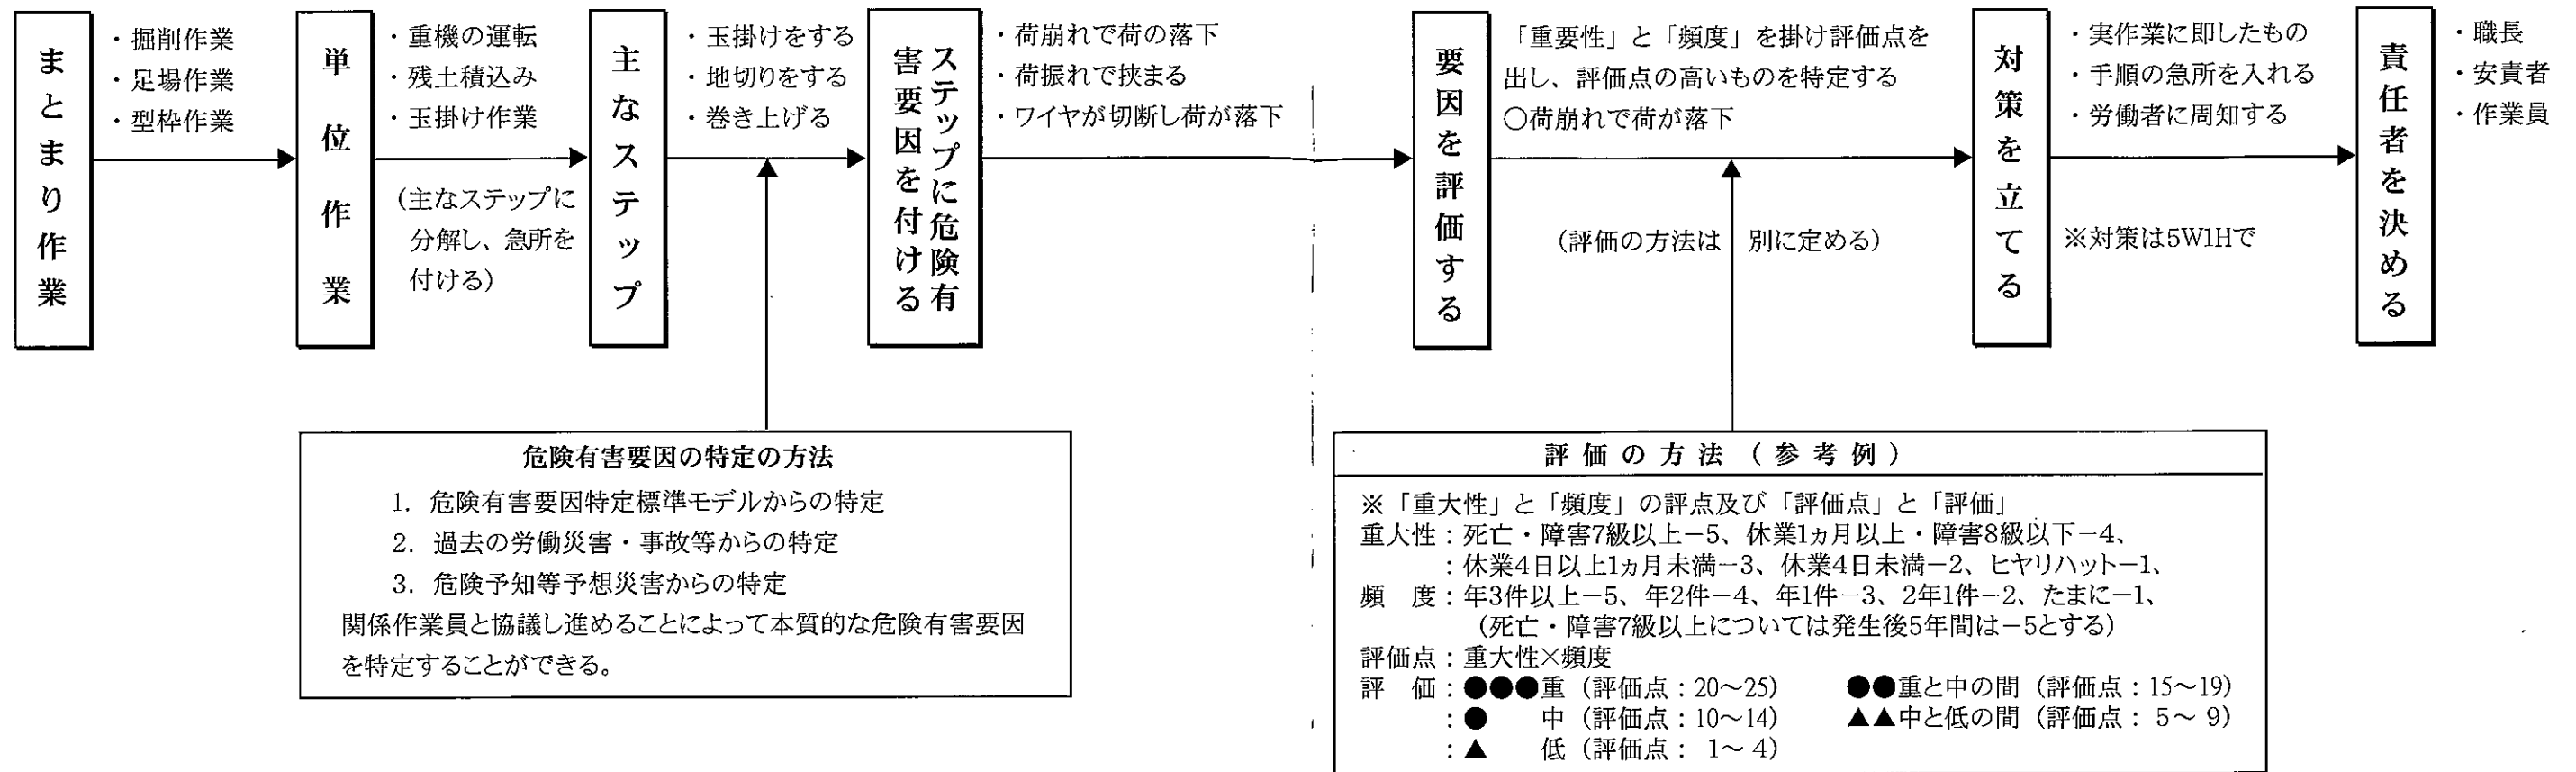 まとまり作業
・掘削作業
・足場作業
・型枠作業
単位作業
・重機の運転
・残土積込み
・玉掛け作業
（主なステップに
分解し、急所を
付ける）
主なステップ
・玉掛けをする
・地切りをする
・巻き上げる
ステップに危険有
害要因を付ける
・荷崩れで荷の落下
・荷振れで挟まる
・ワイヤが切断し荷が落下
要因を評価する
「重要性」と「頻度」を掛け評価点を
出し、評価点の高いものを特定する
○荷崩れで荷が落下
（評価の方法は 別に定める）
対策を立てる
・実作業に即したもの
・手順の急所を入れる
・労働者に周知する
※対策は5W1Hで
責任者を決める
・職長
・安責者
・作業員
危険有害要因の特定の方法
1. 危険有害要因特定標準モデルからの特定
2. 過去の労働災害・事故等からの特定
3. 危険予知等予想災害からの特定
関係作業員と協議し進めることによって本質的な危険有害要因
を特定することができる。
評価の方法（参考例）
※「重大性」と「頻度」の評点及び「評価点」と「評価」
重大性：死亡・障害7級以上－5、休業1ヵ月以上・障害8級以下－4、
：休業4日以上1ヵ月未満－3、休業4日未満－2、ヒヤリハット－1、
頻　度：年3件以上－5、年2件－4、年1件－3、2年1件－2、たまに－1、
（死亡・障害7級以上については発生後5年間は－5とする）
評価点：重大性×頻度
評　価：●●●重（評価点：20～25）　●●重と中の間（評価点：15～19）
：●　中（評価点：10～14）　▲▲中と低の間（評価点： 5～ 9）
：▲　低（評価点： 1～ 4）